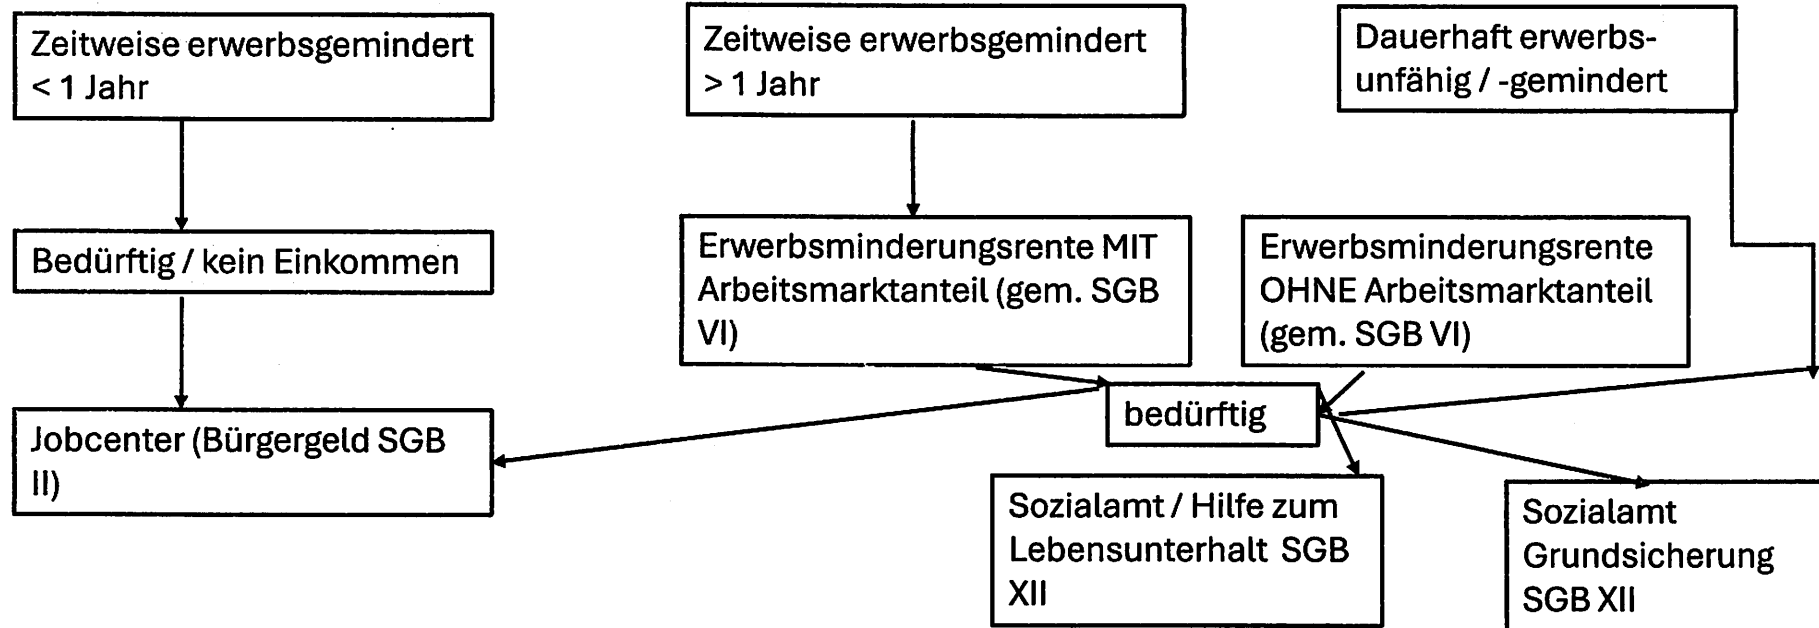 Zeitweise erwerbsgemindert
< 1 Jahr
Zeitweise erwerbsgemindert
> 1 Jahr
Dauerhaft erwerbs-
unfähig / -gemindert
Bedürftig / kein Einkommen
Erwerbsminderungsrente MIT
Arbeitsmarktanteil (gem. SGB
VI)
Erwerbsminderungsrente
OHNE Arbeitsmarktanteil
(gem. SGB VI)
bedürftig
Jobcenter (Bürgergeld SGB
II)
Sozialamt / Hilfe zum
Lebensunterhalt SGB
XII
Sozialamt
Grundsicherung
SGB XII